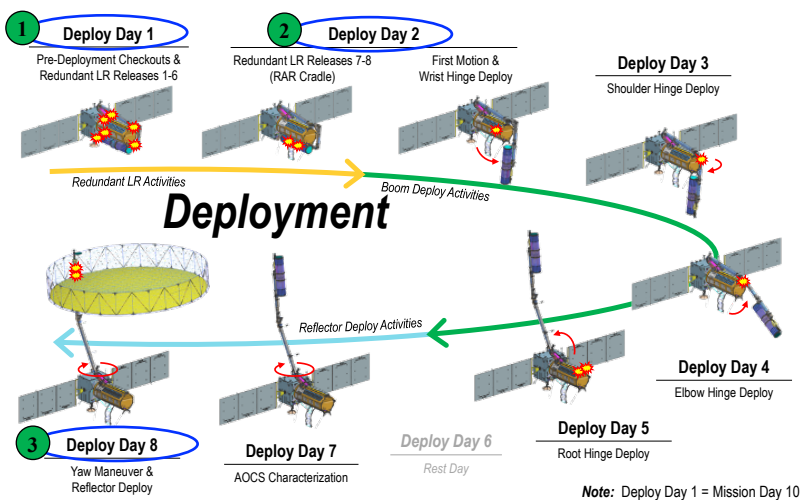 1
Deploy Day 1
Pre-Deployment Checkouts &
Redundant LR Releases 1-6
2
Deploy Day 2
Redundant LR Releases 7-8
(RAR Cradle)
First Motion &
Wrist Hinge Deploy
Deploy Day 3
Shoulder Hinge Deploy
Redundant LR Activities
Boom Deploy Activities
Deployment
Reflector Deploy Activities
Deploy Day 4
Elbow Hinge Deploy
3
Deploy Day 8
Yaw Maneuver &
Reflector Deploy
Deploy Day 7
AOCS Characterization
Deploy Day 6
Rest Day
Deploy Day 5
Root Hinge Deploy
Note: Deploy Day 1 = Mission Day 10